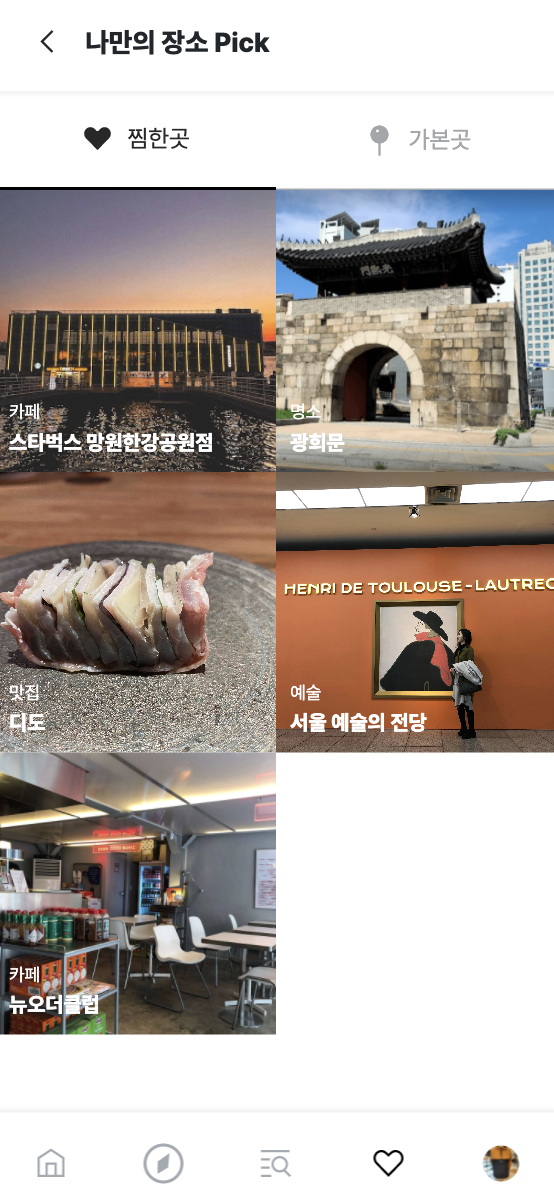 나만의 장소 Pick
찜한곳
가본곳
카페
스타벅스 망원한강공원점
명소
광희문
맛집
디도
HENRI DE TOULOUSE-LAUTREC
예술
서울 예술의 전당
카페
뉴오더클럽